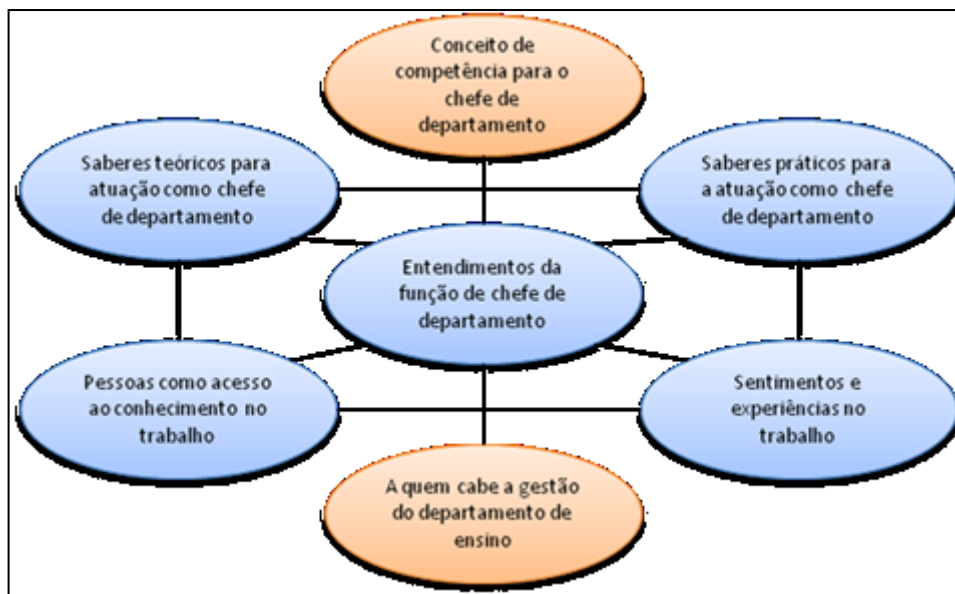 Conceito de
competência para o
chefe de
departamento
Saberes teóricos para
atuação como chefe
de departamento
Saberes práticos para
a atuação como chefe
de departamento
Entendimentos da
função de chefe de
departamento
Pessoas como acesso
ao conhecimento no
trabalho
Sentimentos e
experiências no
trabalho
A quem cabe a gestão
do departamento de
ensino